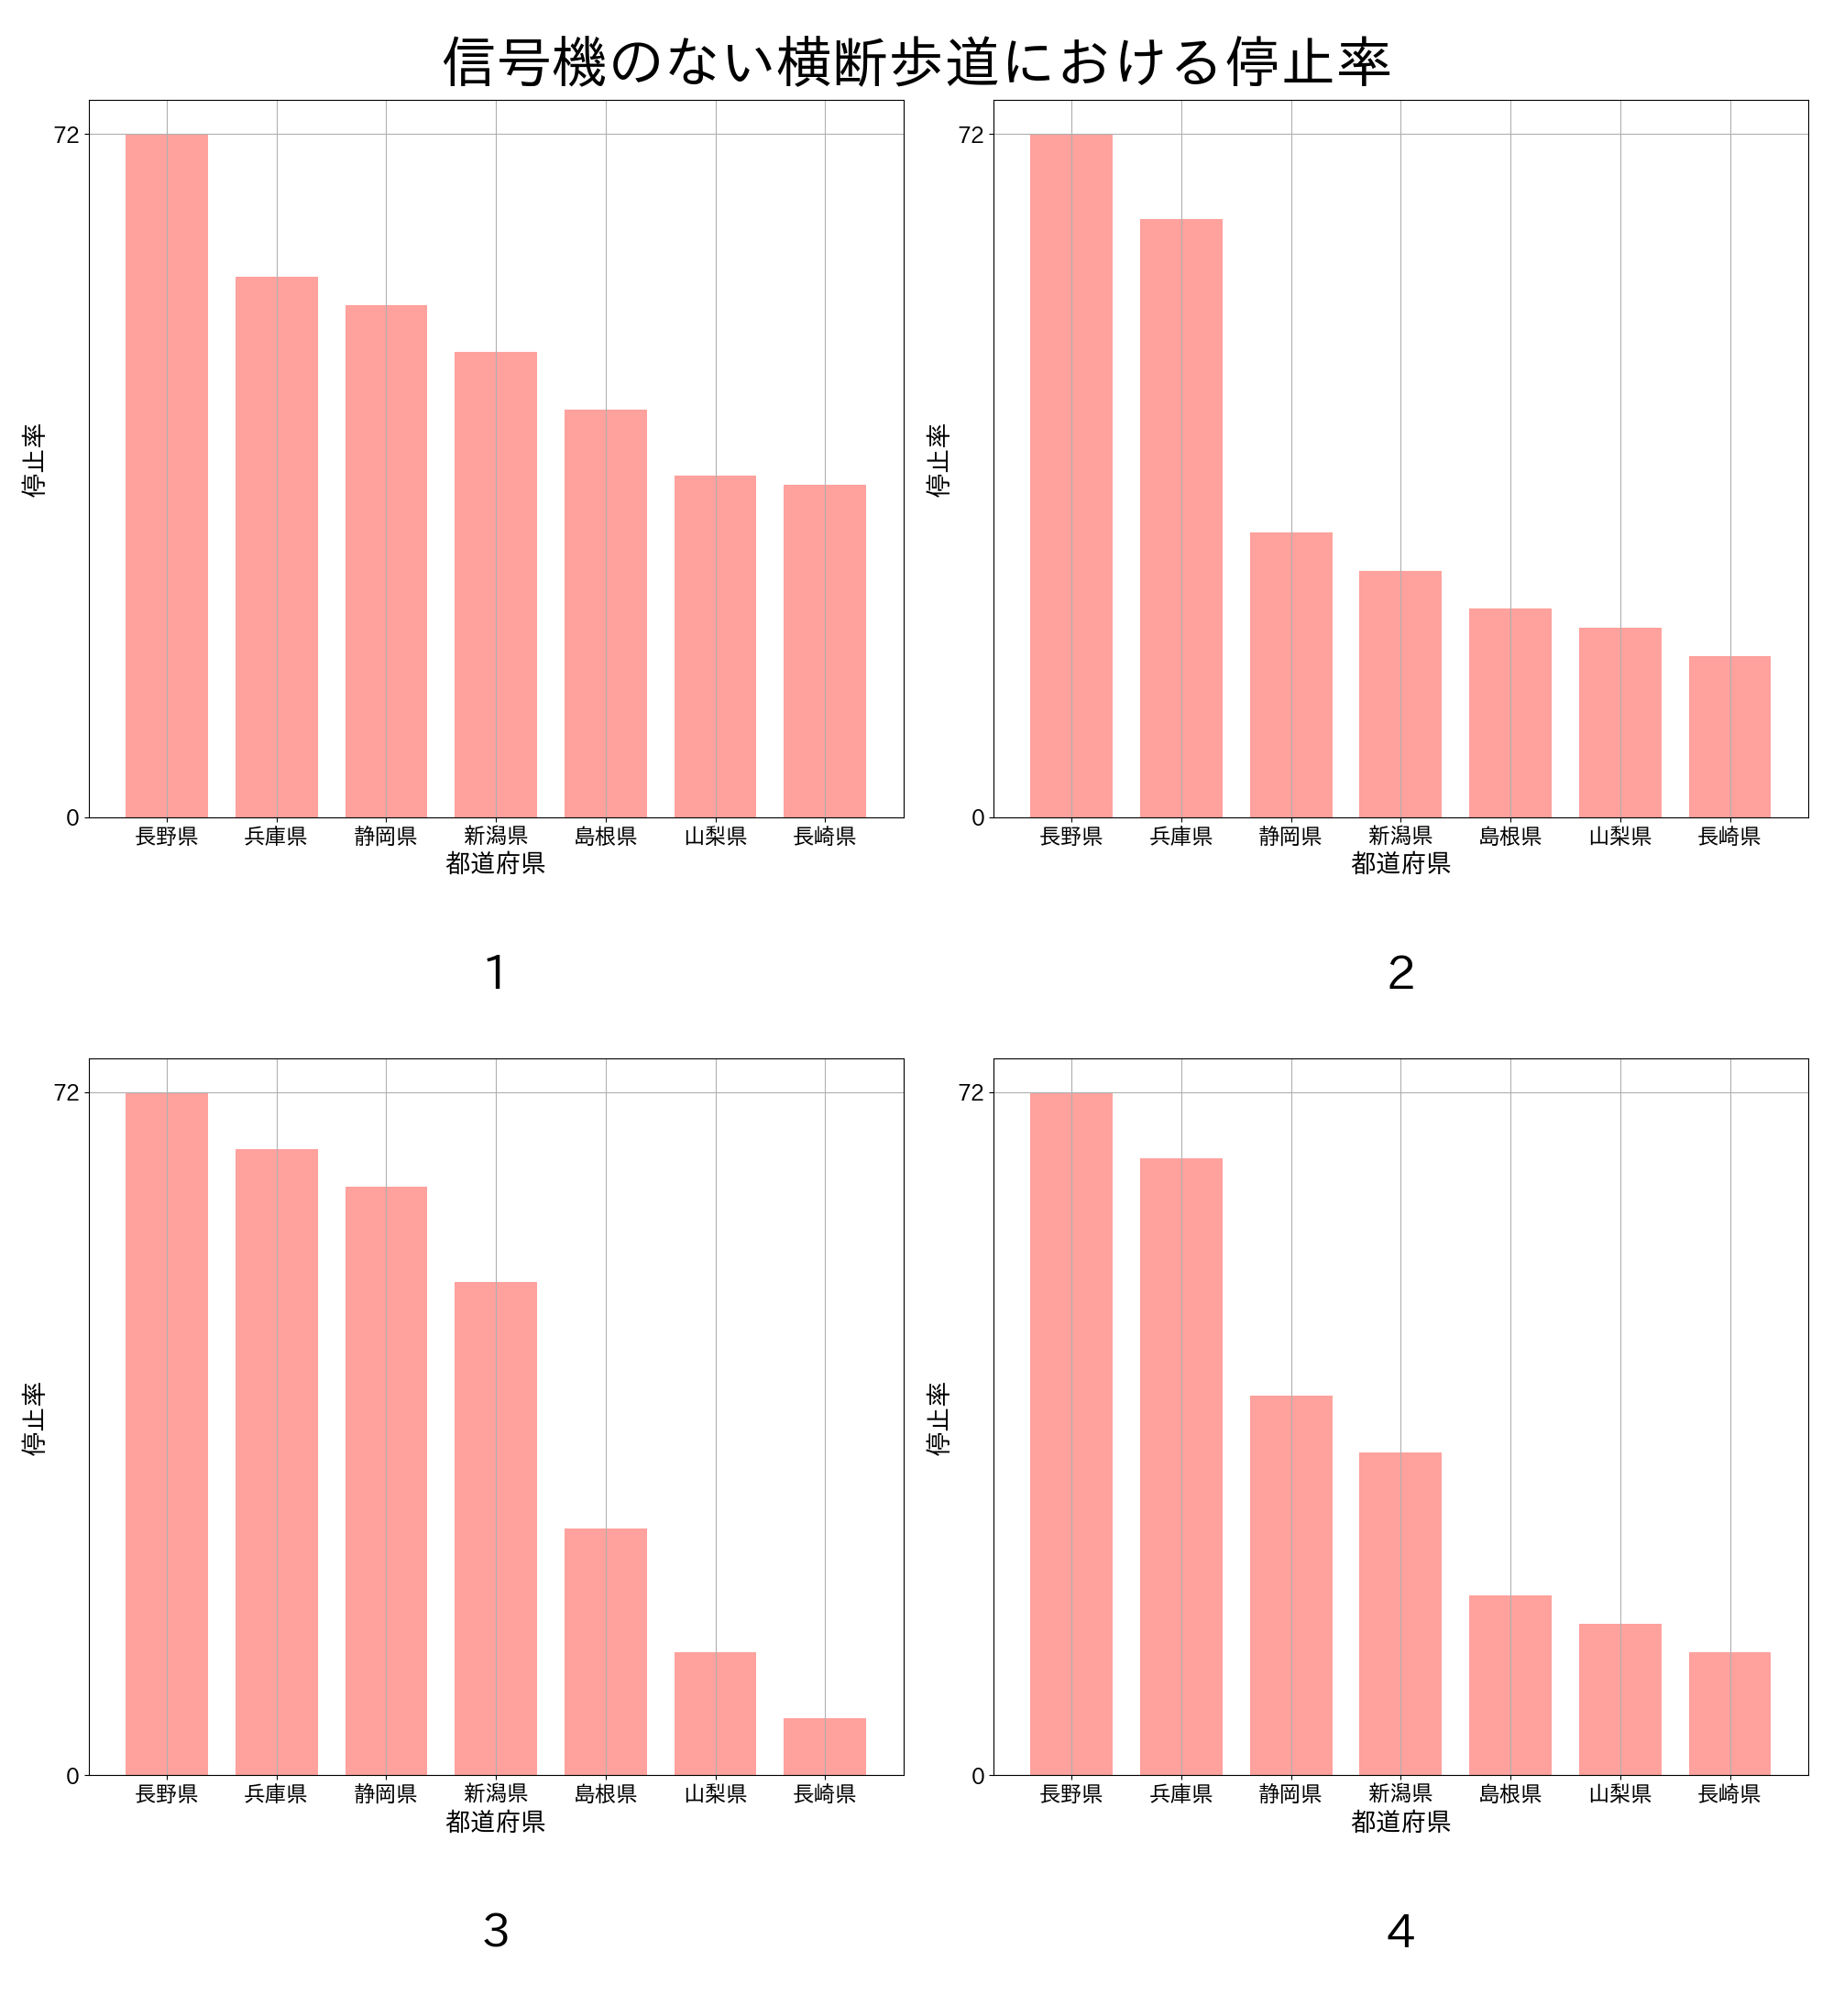 信号機のない横断歩道における停止率
72
0
停止率
長野県 兵庫県 静岡県 新潟県 島根県 山梨県 長崎県
都道府県
1
72
0
停止率
長野県 兵庫県 静岡県 新潟県 島根県 山梨県 長崎県
都道府県
2
72
0
停止率
長野県 兵庫県 静岡県 新潟県 島根県 山梨県 長崎県
都道府県
3
72
0
停止率
長野県 兵庫県 静岡県 新潟県 島根県 山梨県 長崎県
都道府県
4